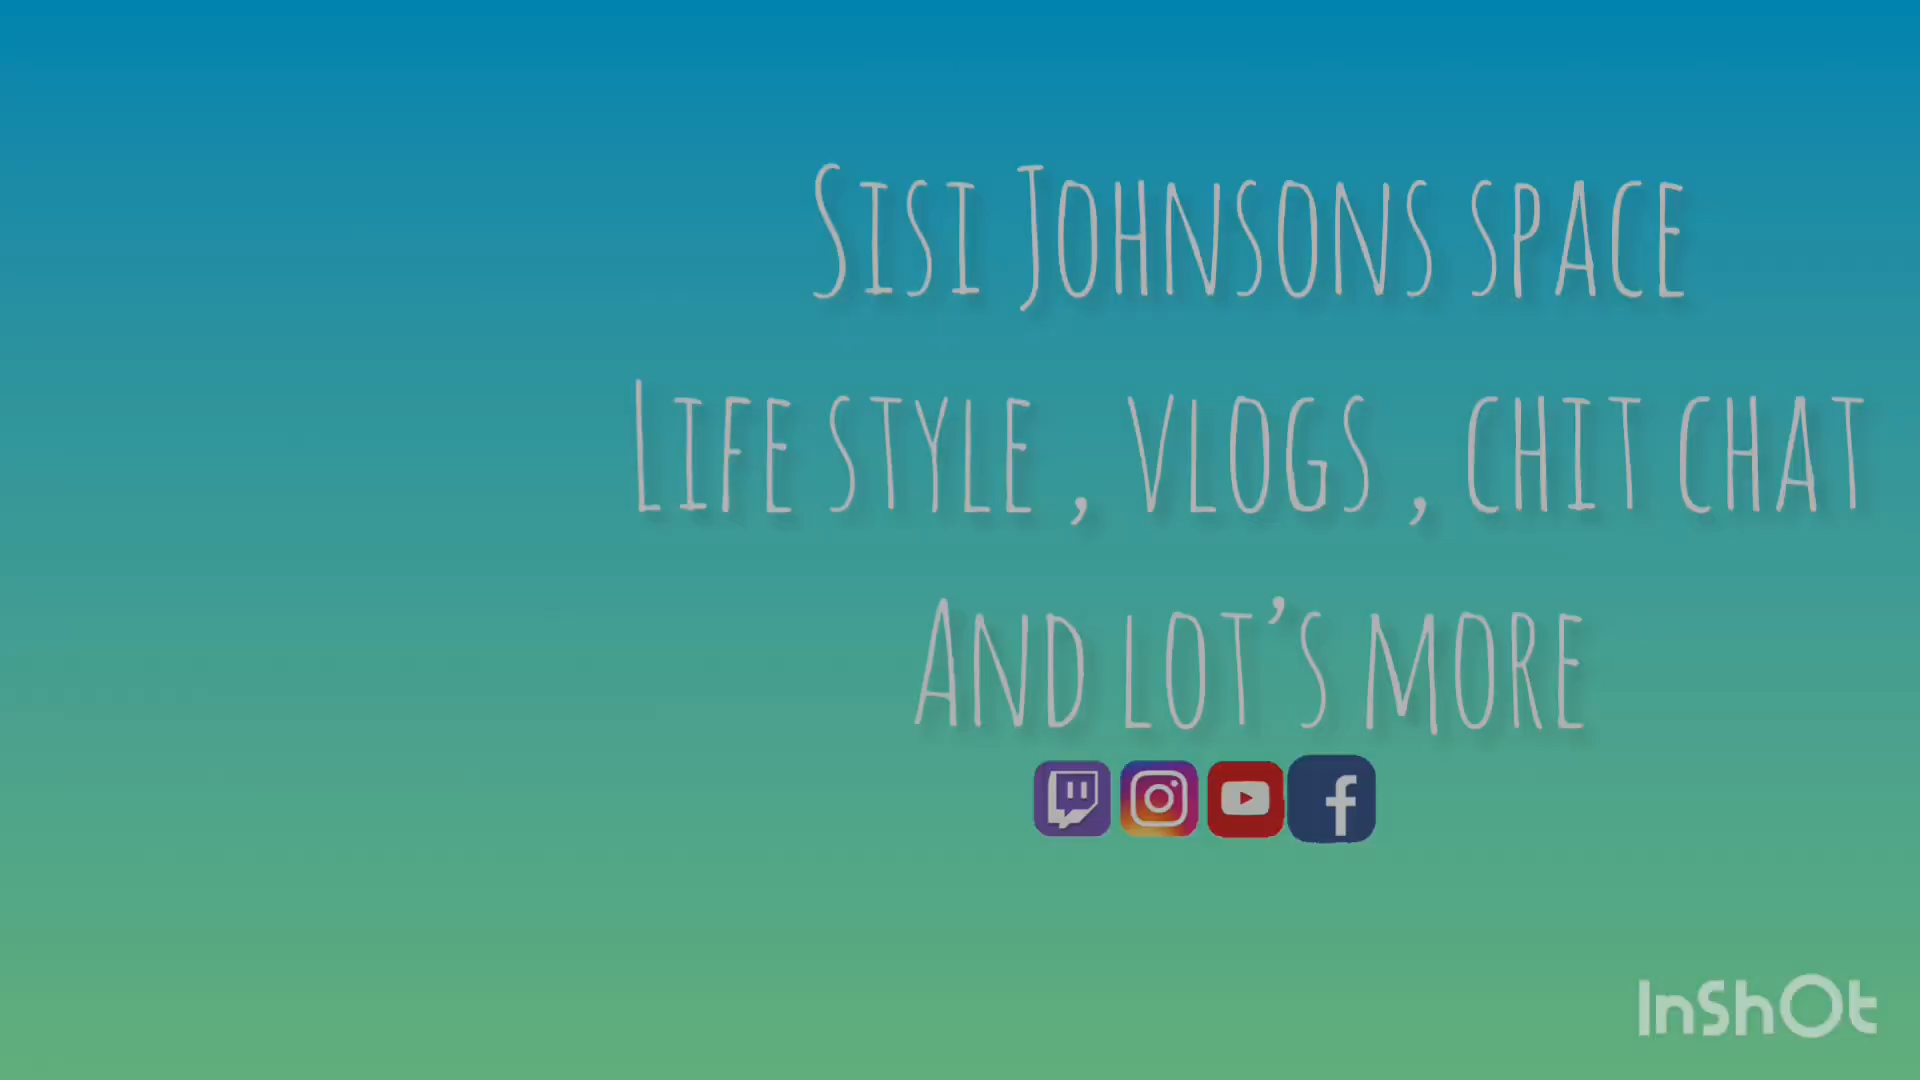 Sisi Johnsons space
Life style , vlogs , chit chat
And lot’s more
InShOt